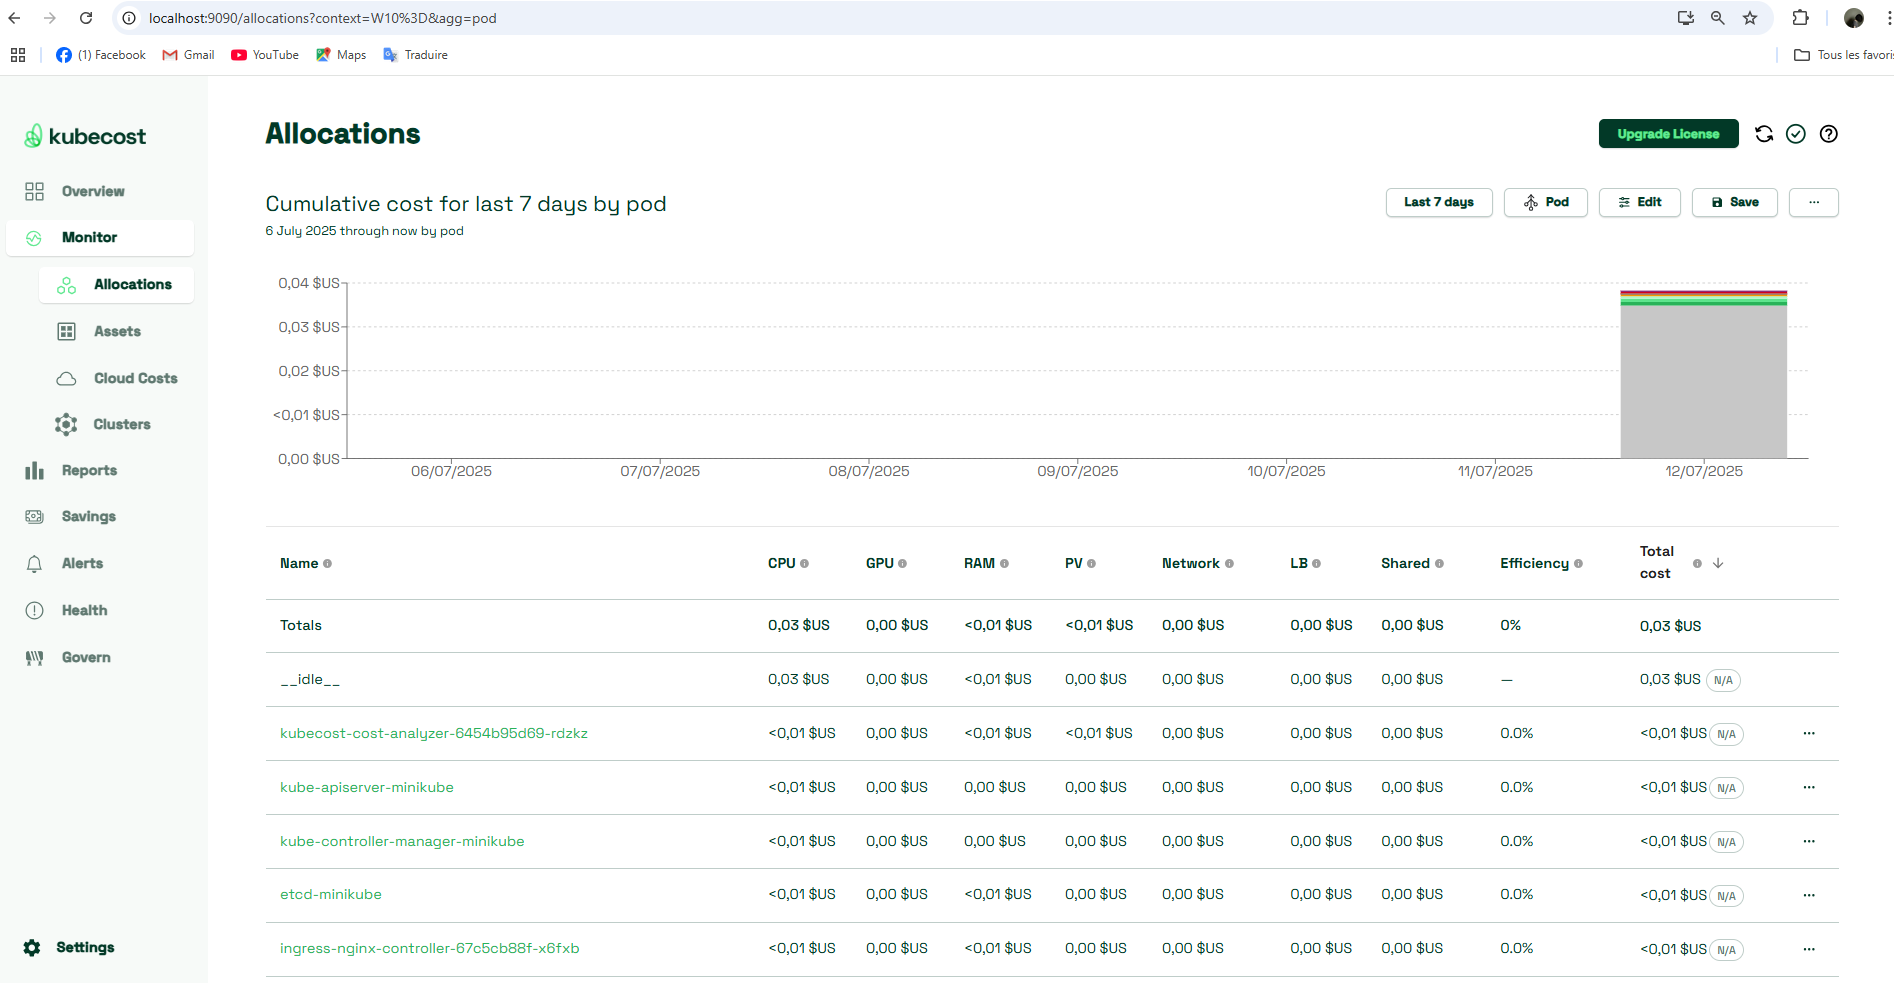 localhost:9090/allocations?context=W10%3D&agg=pod
(1) Facebook Gmail YouTube Maps Traduire
Tous les favoris
kubecost
Overview
Monitor
Allocations
Assets
Cloud Costs
Clusters
Reports
Savings
Alerts
Health
Govern
Settings
Allocations
Upgrade License
Cumulative cost for last 7 days by pod
6 July 2025 through now by pod
Last 7 days Pod Edit Save ...
0,04 $US
0,03 $US
0,02 $US
<0,01 $US
0,00 $US
06/07/2025 07/07/2025 08/07/2025 09/07/2025 10/07/2025 11/07/2025 12/07/2025
Name CPU GPU RAM PV Network LB Shared Efficiency Total cost
Totals 0,03 $US 0,00 $US <0,01 $US <0,01 $US 0,00 $US 0,00 $US 0,00 $US 0% 0,03 $US
__idle__ 0,03 $US 0,00 $US <0,01 $US 0,00 $US 0,00 $US 0,00 $US 0,00 $US — 0,03 $US N/A
kubecost-cost-analyzer-6454b95d69-rdzkz <0,01 $US 0,00 $US <0,01 $US <0,01 $US 0,00 $US 0,00 $US 0,00 $US 0.0% <0,01 $US N/A ...
kube-apiserver-minikube <0,01 $US 0,00 $US 0,00 $US 0,00 $US 0,00 $US 0,00 $US 0,00 $US 0.0% <0,01 $US N/A ...
kube-controller-manager-minikube <0,01 $US 0,00 $US 0,00 $US 0,00 $US 0,00 $US 0,00 $US 0,00 $US 0.0% <0,01 $US N/A ...
etcd-minikube <0,01 $US 0,00 $US <0,01 $US 0,00 $US 0,00 $US 0,00 $US 0,00 $US 0.0% <0,01 $US N/A ...
ingress-nginx-controller-67c5cb88f-x6fxb <0,01 $US 0,00 $US <0,01 $US 0,00 $US 0,00 $US 0,00 $US 0,00 $US 0.0% <0,01 $US N/A ...